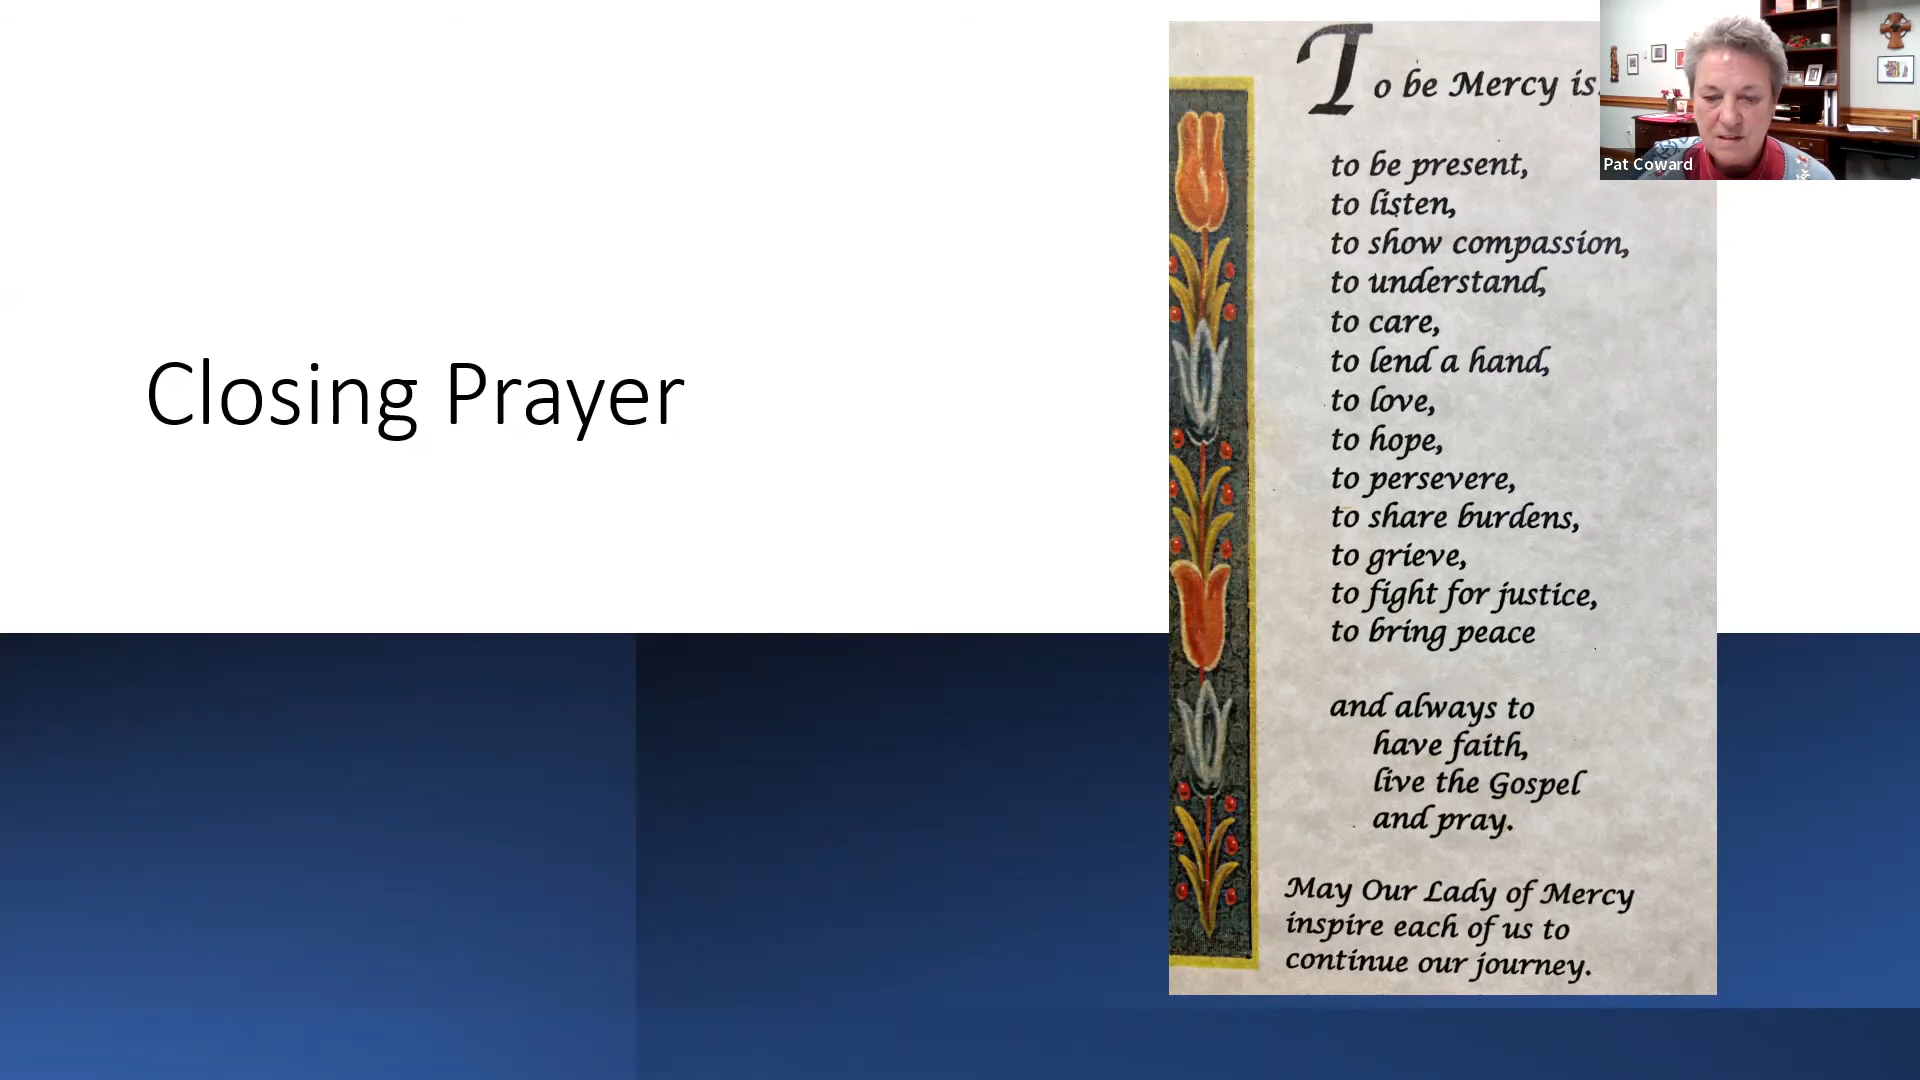 Closing Prayer
To be Mercy is
to be present,
to listen,
to show compassion,
to understand,
to care,
to lend a hand,
to love,
to hope,
to persevere,
to share burdens,
to grieve,
to fight for justice,
to bring peace
and always to
have faith,
live the Gospel
and pray.
May Our Lady of Mercy
inspire each of us to
continue our journey.
Pat Coward